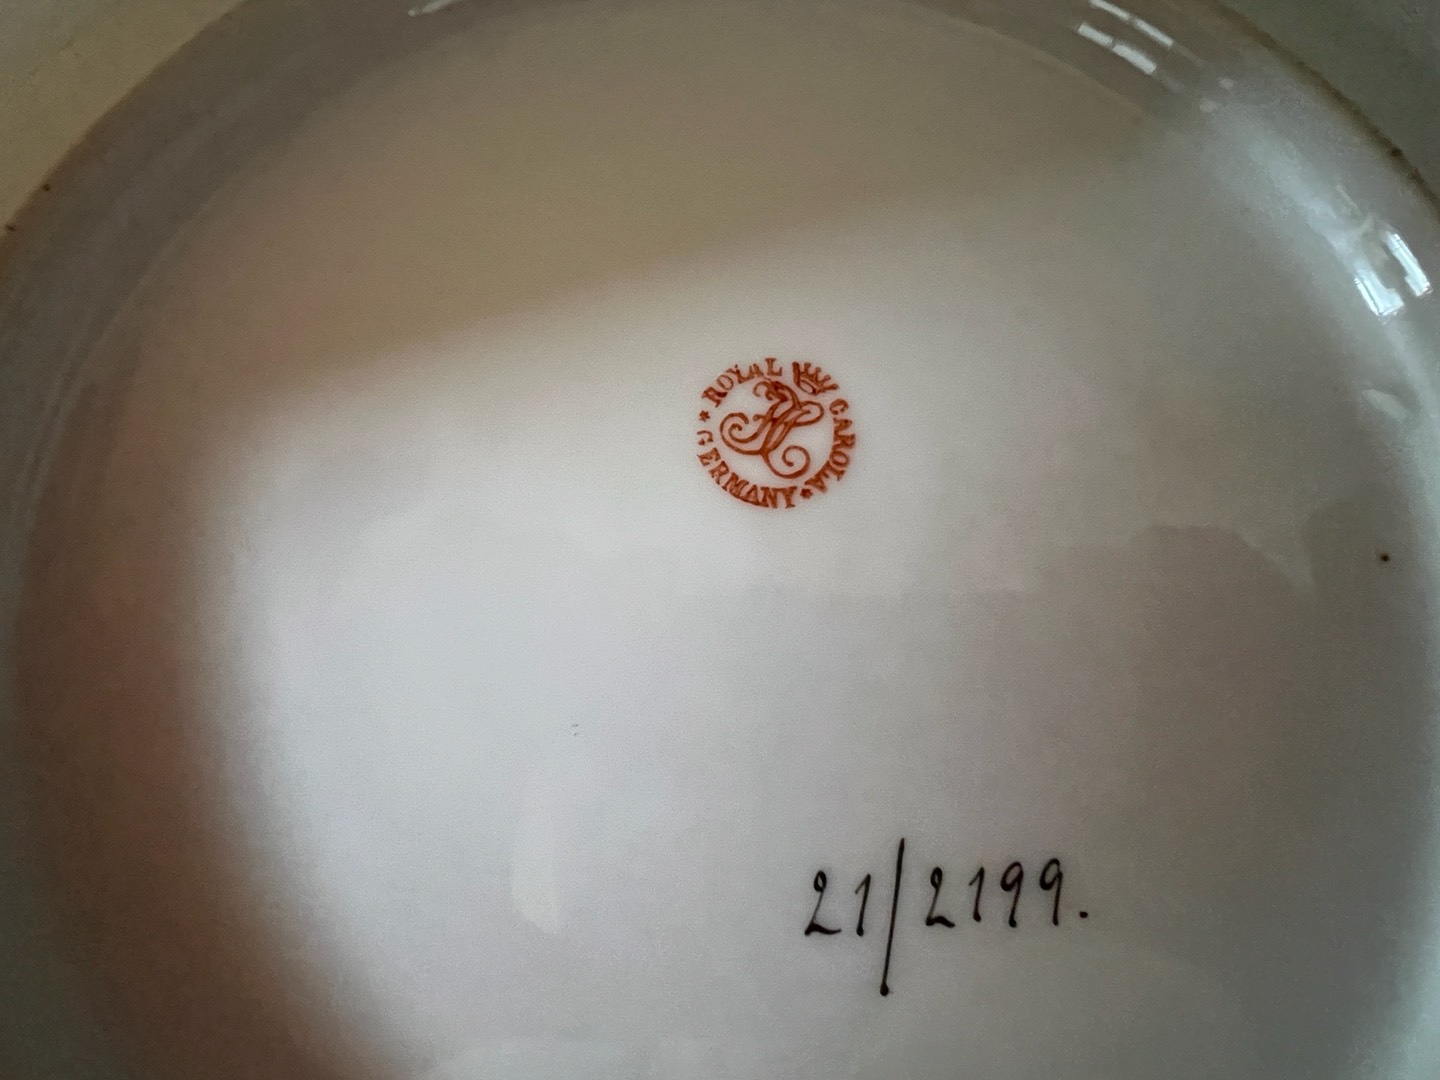 ROYAL CAROLA
GERMANY
21/2199.